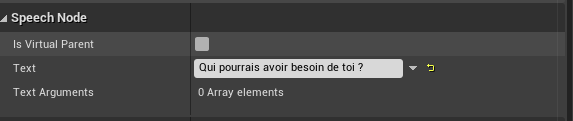 Speech Node
Is Virtual Parent
Text Qui pourrais avoir besoin de toi ?
Text Arguments 0 Array elements